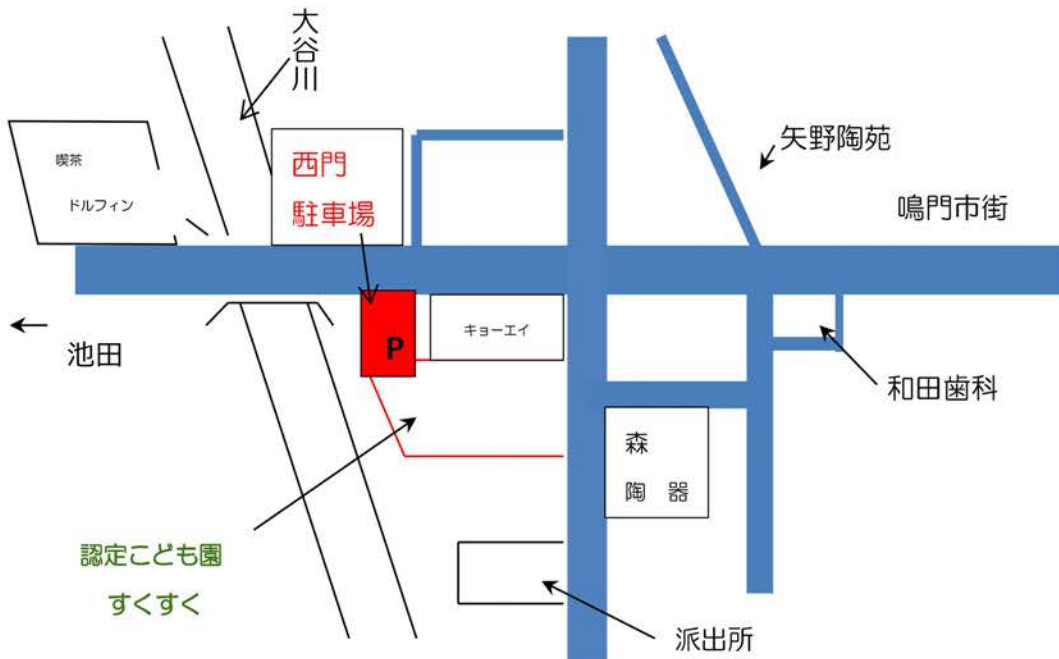 大谷川
喫茶
ドルフィン
西門
駐車場
矢野陶苑
鳴門市街
P
キョーエイ
池田
和田歯科
森
陶 器
認定こども園
すくすく
派出所